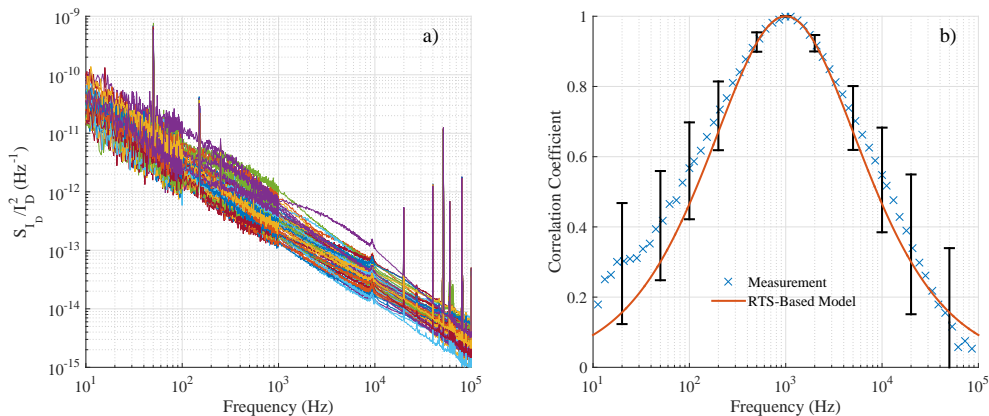 a)
10^-9
10^-10
10^-11
10^-12
10^-13
10^-14
10^-15
S_{I_D}/I_D^2 (Hz^-1)
10^1 10^2 10^3 10^4 10^5
Frequency (Hz)
b)
1
0.8
0.6
0.4
0.2
0
Correlation Coefficient
Measurement
RTS-Based Model
10^1 10^2 10^3 10^4 10^5
Frequency (Hz)